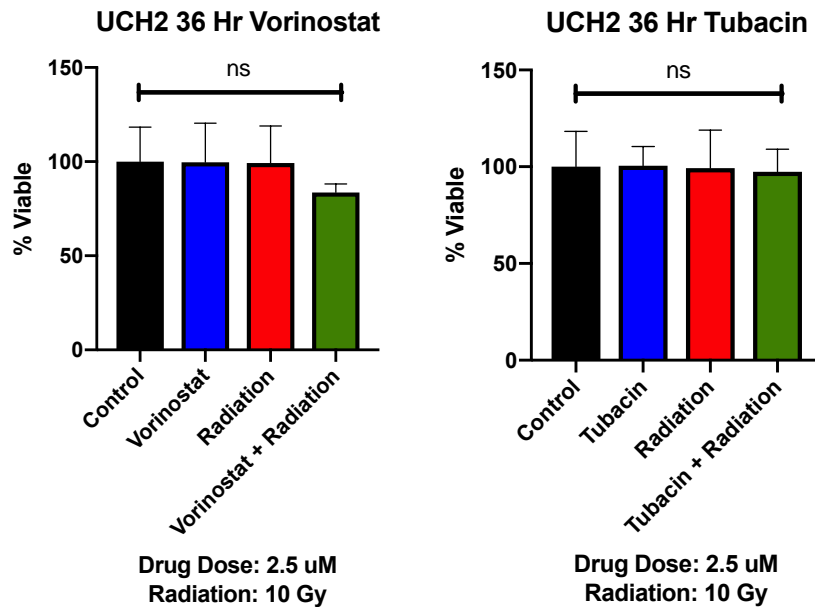 UCH2 36 Hr Vorinostat
ns
150
100
50
0
% Viable
Control
Vorinostat
Radiation
Vorinostat + Radiation
Drug Dose: 2.5 uM
Radiation: 10 Gy
UCH2 36 Hr Tubacin
ns
150
100
50
0
% Viable
Control
Tubacin
Radiation
Tubacin + Radiation
Drug Dose: 2.5 uM
Radiation: 10 Gy